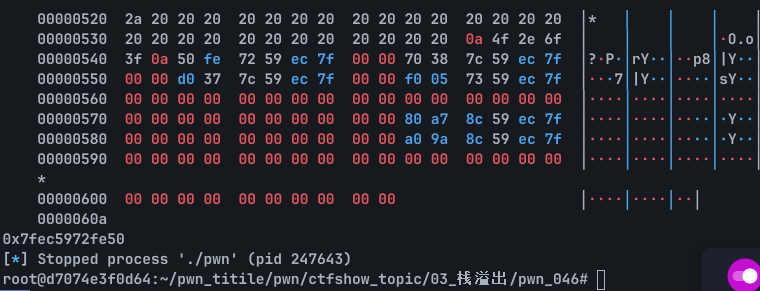 00000520  2a 20 20 20  20 20 20 20  20 20 20 20  20 20 20 20  │*   │    │    │    │
00000530  20 20 20 20  20 20 20 20  20 20 20 20  0a 4f 2e 6f  │    │    │    │·O.o│
00000540  3f 0a 50 fe  72 59 ec 7f  00 00 70 38  7c 59 ec 7f  │?·P·│rY··│··p8│|Y··│
00000550  00 00 d0 37  7c 59 ec 7f  00 00 f0 05  73 59 ec 7f  │···7│|Y··│····│sY··│
00000560  00 00 00 00  00 00 00 00  00 00 00 00  00 00 00 00  │····│····│····│····│
00000570  00 00 00 00  00 00 00 00  00 00 80 a7  8c 59 ec 7f  │····│····│····│·Y··│
00000580  00 00 00 00  00 00 00 00  00 00 a0 9a  8c 59 ec 7f  │····│····│····│·Y··│
00000590  00 00 00 00  00 00 00 00  00 00 00 00  00 00 00 00  │····│····│····│····│
*
00000600  00 00 00 00  00 00 00 00  00 00  │····│····│··│
0000060a
0x7fec5972fe50
[*] Stopped process './pwn' (pid 247643)
root@d7074e3f0d64:~/pwn_titile/pwn/ctfshow_topic/03_栈溢出/pwn_046#